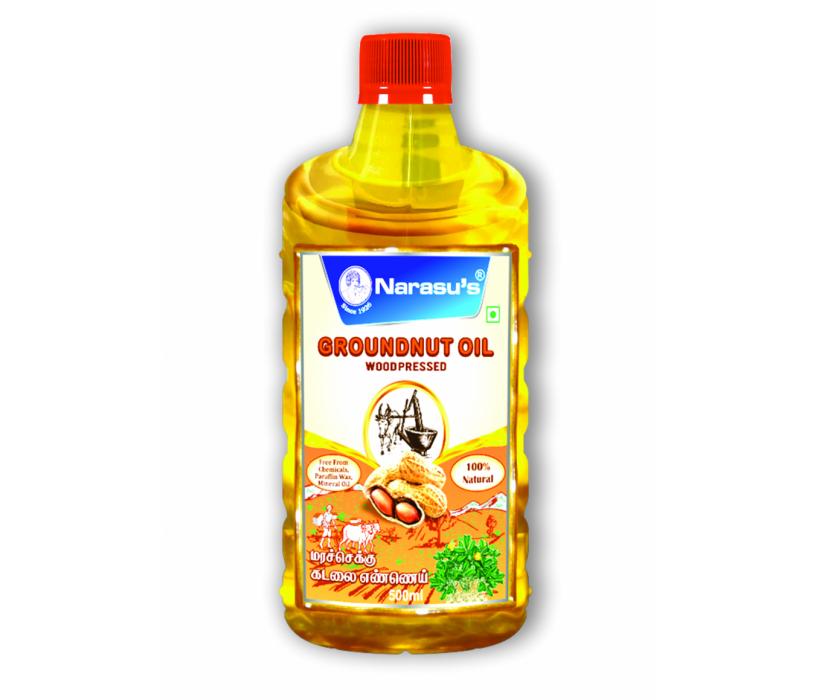 Narasu's®
Since 1926
GROUNDNUT OIL
WOODPRESSED
Free From
Chemicals,
Paraffin Wax,
Mineral Oil
100%
Natural
மரச்செக்கு
கடலை எண்ணெய்
500ml